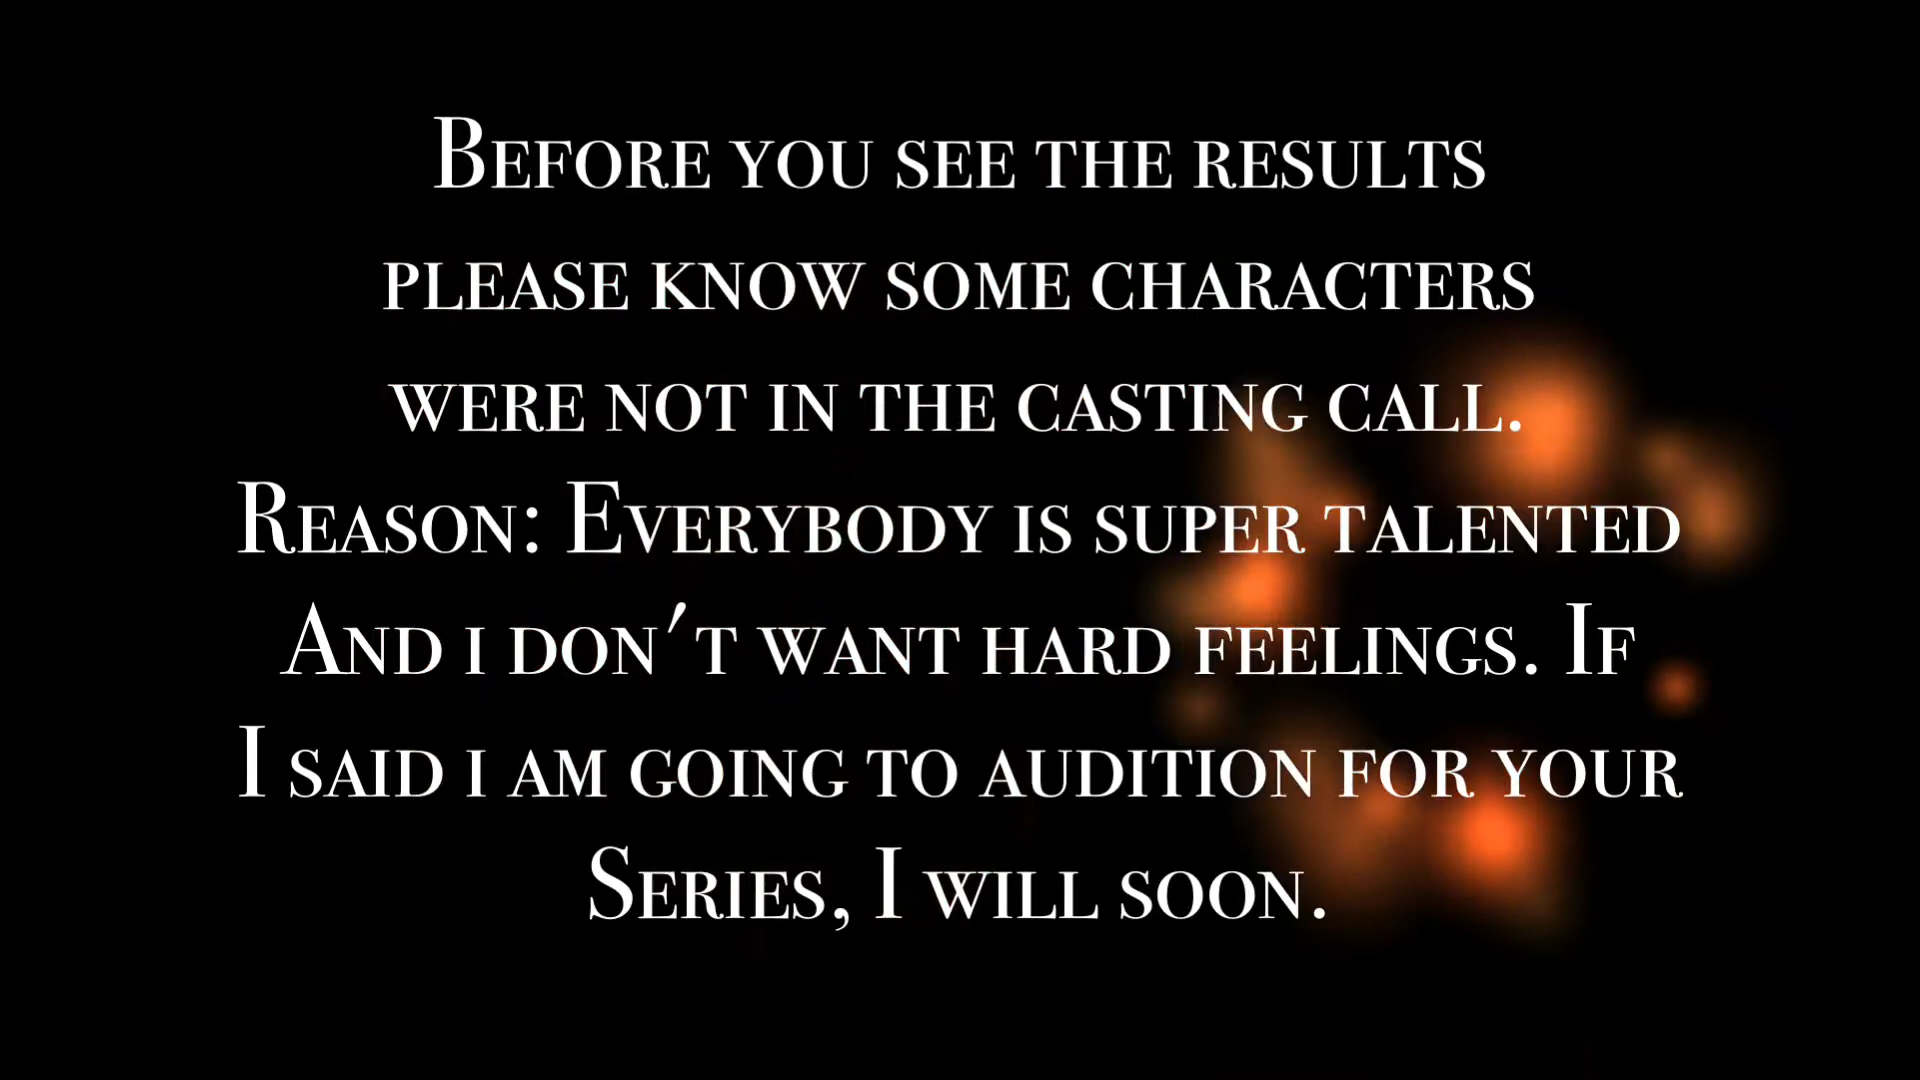 Before you see the results
please know some characters
were not in the casting call.
Reason: Everybody is super talented
And i don't want hard feelings. If
I said i am going to audition for your
Series, I will soon.